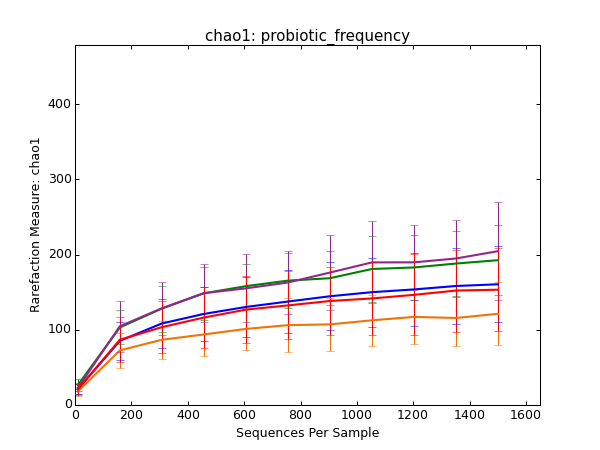 chao1: probiotic_frequency
400
300
200
100
0
0 200 400 600 800 1000 1200 1400 1600
Rarefaction Measure: chao1
Sequences Per Sample